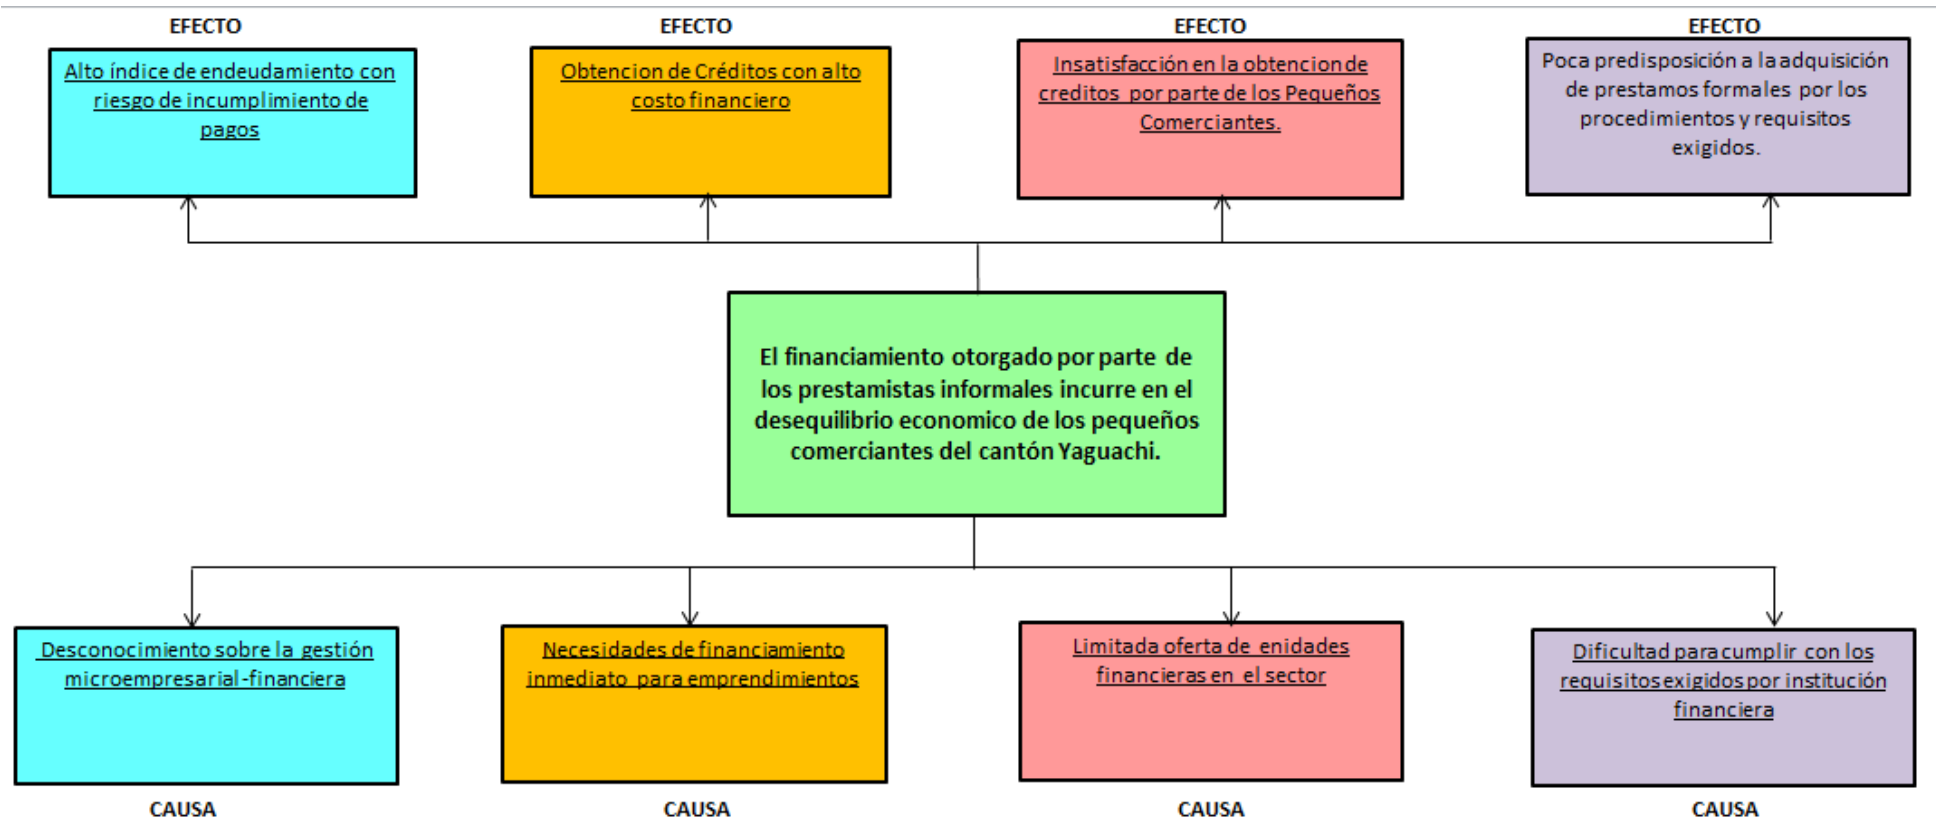 EFECTO
EFECTO
EFECTO
EFECTO
Alto índice de endeudamiento con
riesgo de incumplimiento de
pagos
Obtencion de Créditos con alto
costo financiero
Insatisfacción en la obtencion de
creditos por parte de los Pequeños
Comerciantes.
Poca predisposición a la adquisición
de prestamos formales por los
procedimientos y requisitos
exigidos.
El financiamiento otorgado por parte de
los prestamistas informales incurre en el
desequilibrio economico de los pequeños
comerciantes del cantón Yaguachi.
Desconocimiento sobre la gestión
microempresarial-financiera
Necesidades de financiamiento
inmediato para emprendimientos
Limitada oferta de enidades
financieras en el sector
Dificultad para cumplir con los
requisitos exigidos por institución
financiera
CAUSA
CAUSA
CAUSA
CAUSA